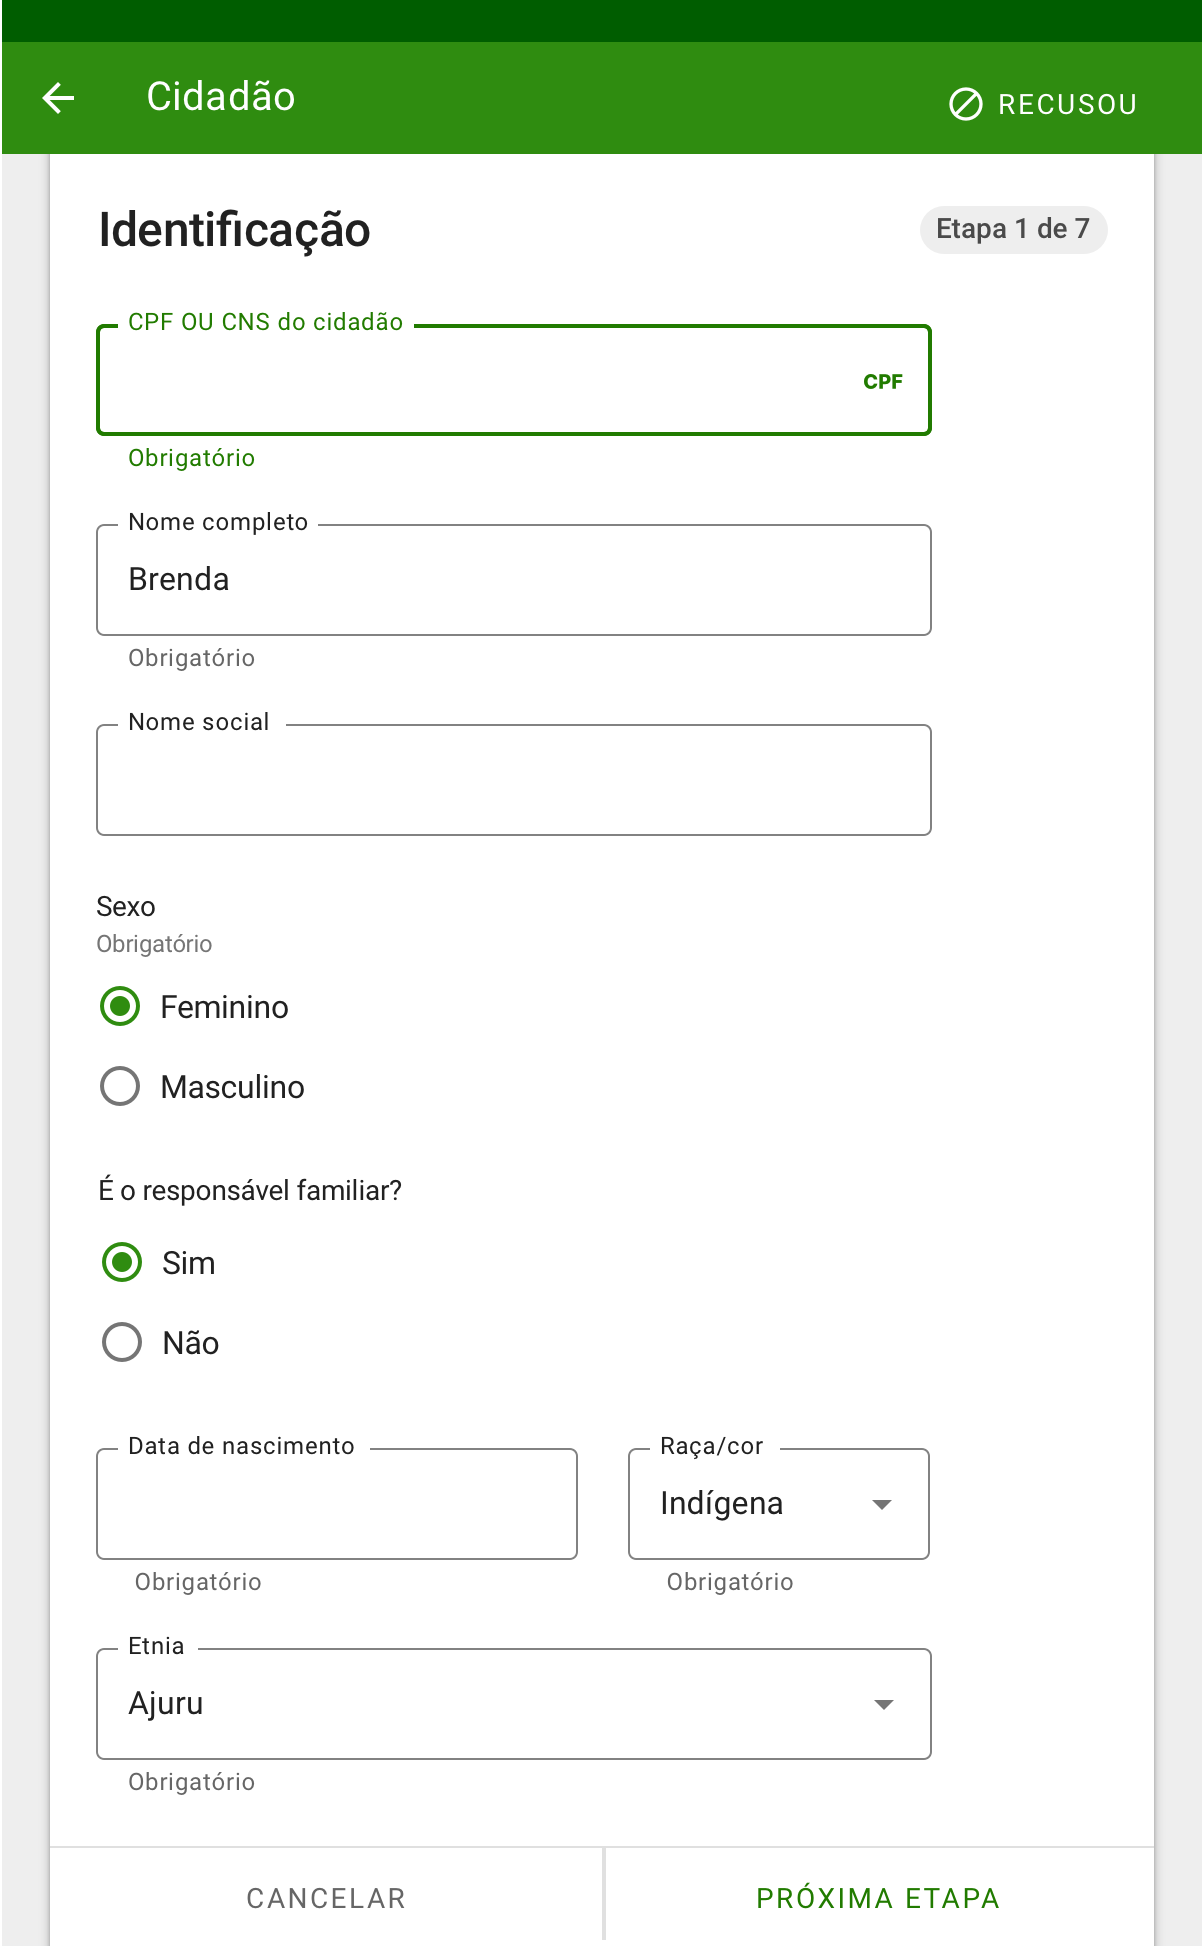 Cidadão
RECUSOU
Identificação
Etapa 1 de 7
CPF OU CNS do cidadão
CPF
Obrigatório
Nome completo
Brenda
Obrigatório
Nome social
Sexo
Obrigatório
Feminino
Masculino
É o responsável familiar?
Sim
Não
Data de nascimento
Raça/cor
Indígena
Obrigatório
Obrigatório
Etnia
Ajuru
Obrigatório
CANCELAR
PRÓXIMA ETAPA